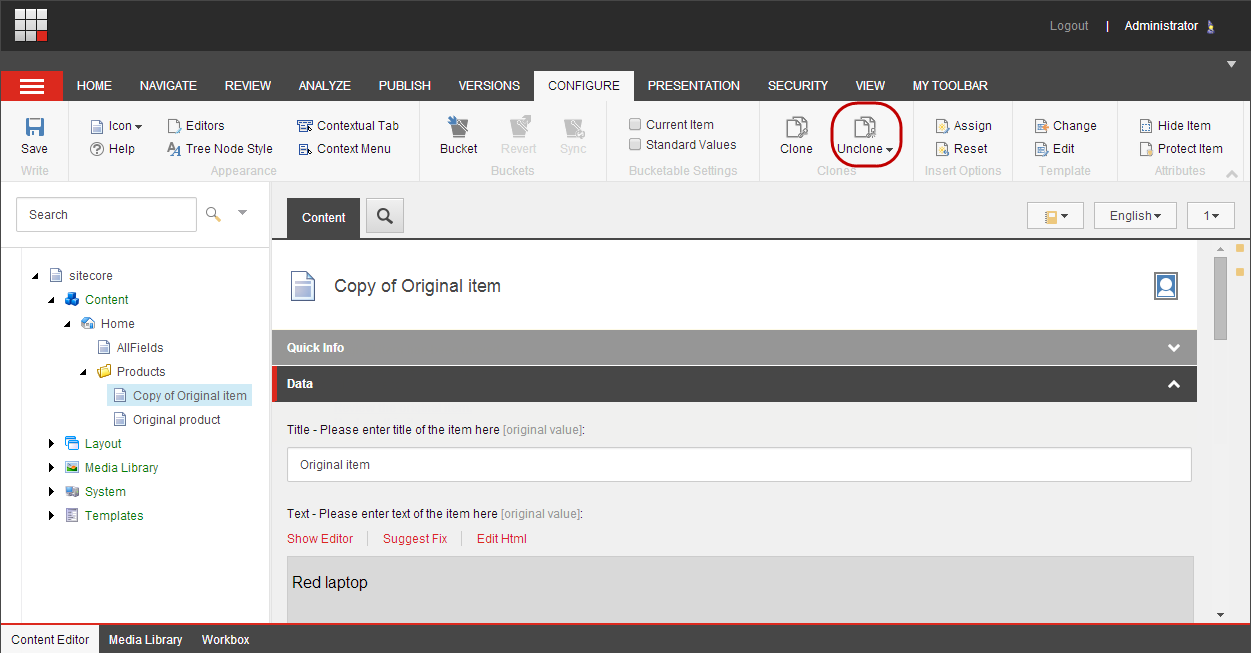 Logout | Administrator
HOME NAVIGATE REVIEW ANALYZE PUBLISH VERSIONS CONFIGURE PRESENTATION SECURITY VIEW MY TOOLBAR
Icon Editors Contextual Tab Current Item Assign Change Hide Item
Save Help Tree Node Style Context Menu Bucket Revert Sync Standard Values Clone Unclone Reset Edit Protect Item
Write Appearance Buckets Bucketable Settings Clones Insert Options Template Attributes
Search
Content
English
1
sitecore
Content
Home
AllFields
Products
Copy of Original item
Original product
Layout
Media Library
System
Templates
Copy of Original item
Quick Info
Data
Title - Please enter title of the item here [original value]:
Original item
Text - Please enter text of the item here [original value]:
Show Editor | Suggest Fix | Edit Html
Red laptop
Content Editor Media Library Workbox